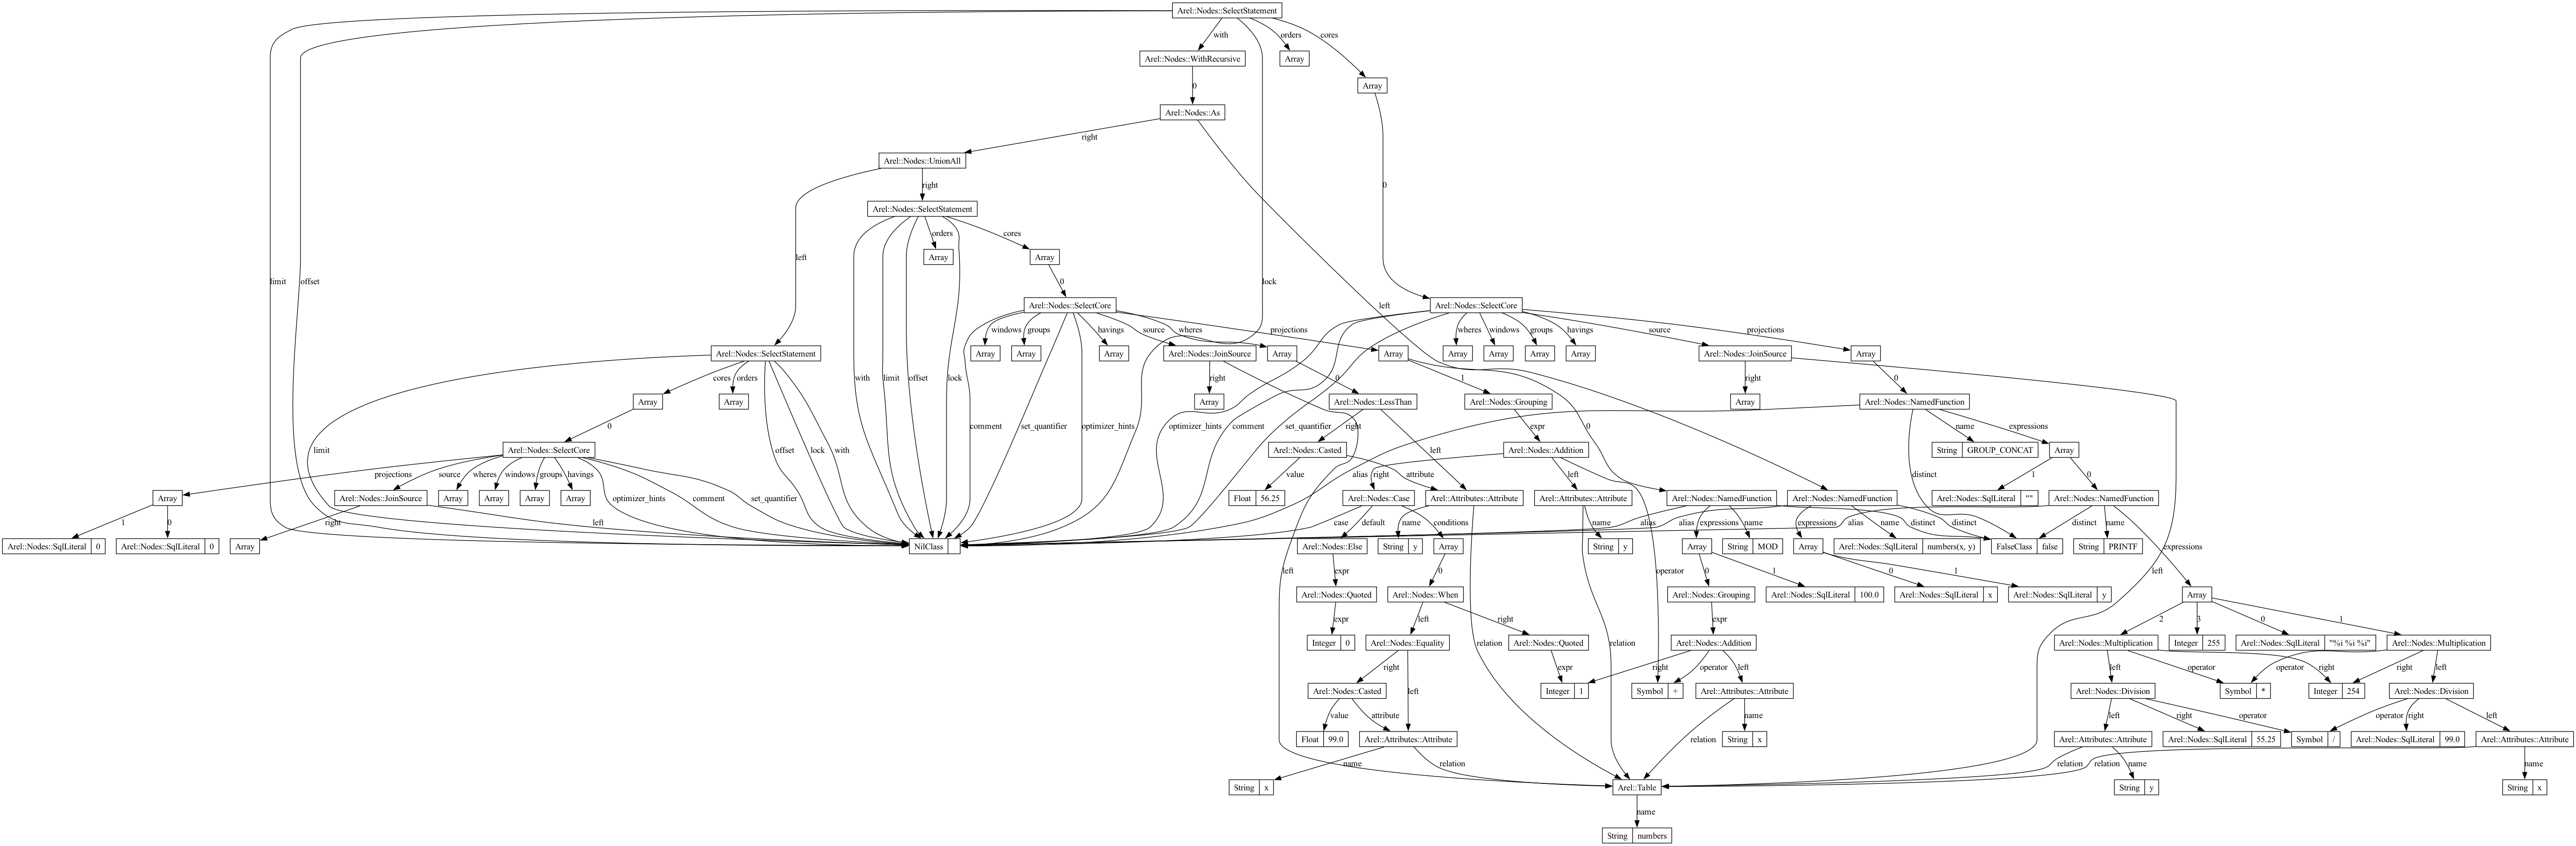 Arel::Nodes::SelectStatement
with
orders
cores
Arel::Nodes::WithRecursive
Array
Array
0
Arel::Nodes::As
right
Arel::Nodes::UnionAll
right
0
Arel::Nodes::SelectStatement
orders
cores
left
Array
Array
limit
offset
0
lock
Arel::Nodes::SelectCore
left
Arel::Nodes::SelectCore
windows
groups
havings
source
wheres
projections
wheres
windows
groups
havings
source
projections
Arel::Nodes::SelectStatement
Array
Array
Array
Arel::Nodes::JoinSource
Array
Array
Array
Array
Array
Array
Arel::Nodes::JoinSource
Array
cores
orders
with
limit
offset
lock
right
0
1
right
0
Array
Array
Array
Arel::Nodes::LessThan
Arel::Nodes::Grouping
Array
Arel::Nodes::NamedFunction
0
comment
set_quantifier
optimizer_hints
right
expr
0
optimizer_hints
comment
set_quantifier
name
expressions
Arel::Nodes::SelectCore
limit
offset
lock
with
Arel::Nodes::Casted
left
Arel::Nodes::Addition
String GROUP_CONCAT
Array
projections
source
wheres
windows
groups
havings
value
attribute
right
left
alias
distinct
1
0
Array
Arel::Nodes::JoinSource
Array
Array
Array
Array
optimizer_hints
comment
set_quantifier
Float 56.25
Arel::Nodes::Case
Arel::Attributes::Attribute
Arel::Attributes::Attribute
Arel::Nodes::NamedFunction
Arel::Nodes::NamedFunction
Arel::Nodes::SqlLiteral ""
Arel::Nodes::NamedFunction
1
0
right
left
case
default
conditions
name
name
alias
expressions
name
distinct
alias
expressions
name
distinct
alias
distinct
name
expressions
Arel::Nodes::SqlLiteral 0
Arel::Nodes::SqlLiteral 0
Array
NilClass
Arel::Nodes::Else
String y
Array
String y
Array
String MOD
Array
Arel::Nodes::SqlLiteral numbers(x, y)
FalseClass false
String PRINTF
left
expr
0
operator
0
1
0
1
left
Arel::Nodes::Quoted
Arel::Nodes::When
Arel::Nodes::Grouping
Arel::Nodes::SqlLiteral 100.0
Arel::Nodes::SqlLiteral x
Arel::Nodes::SqlLiteral y
Array
expr
left
right
expr
2
3
0
1
Integer 0
Arel::Nodes::Equality
relation
Arel::Nodes::Quoted
relation
Arel::Nodes::Addition
Arel::Nodes::Multiplication
Integer 255
Arel::Nodes::SqlLiteral "%i %i %i"
Arel::Nodes::Multiplication
right
left
expr
right
operator
left
left
operator
right
operator
right
left
Arel::Nodes::Casted
Integer 1
Symbol +
Arel::Attributes::Attribute
Arel::Nodes::Division
Symbol *
Integer 254
Arel::Nodes::Division
value
attribute
relation
name
left
right
operator
operator
right
left
Float 99.0
Arel::Attributes::Attribute
String x
Arel::Attributes::Attribute
Arel::Nodes::SqlLiteral 55.25
Symbol /
Arel::Nodes::SqlLiteral 99.0
Arel::Attributes::Attribute
name
relation
relation
name
relation
name
String x
Arel::Table
String y
String x
name
String numbers